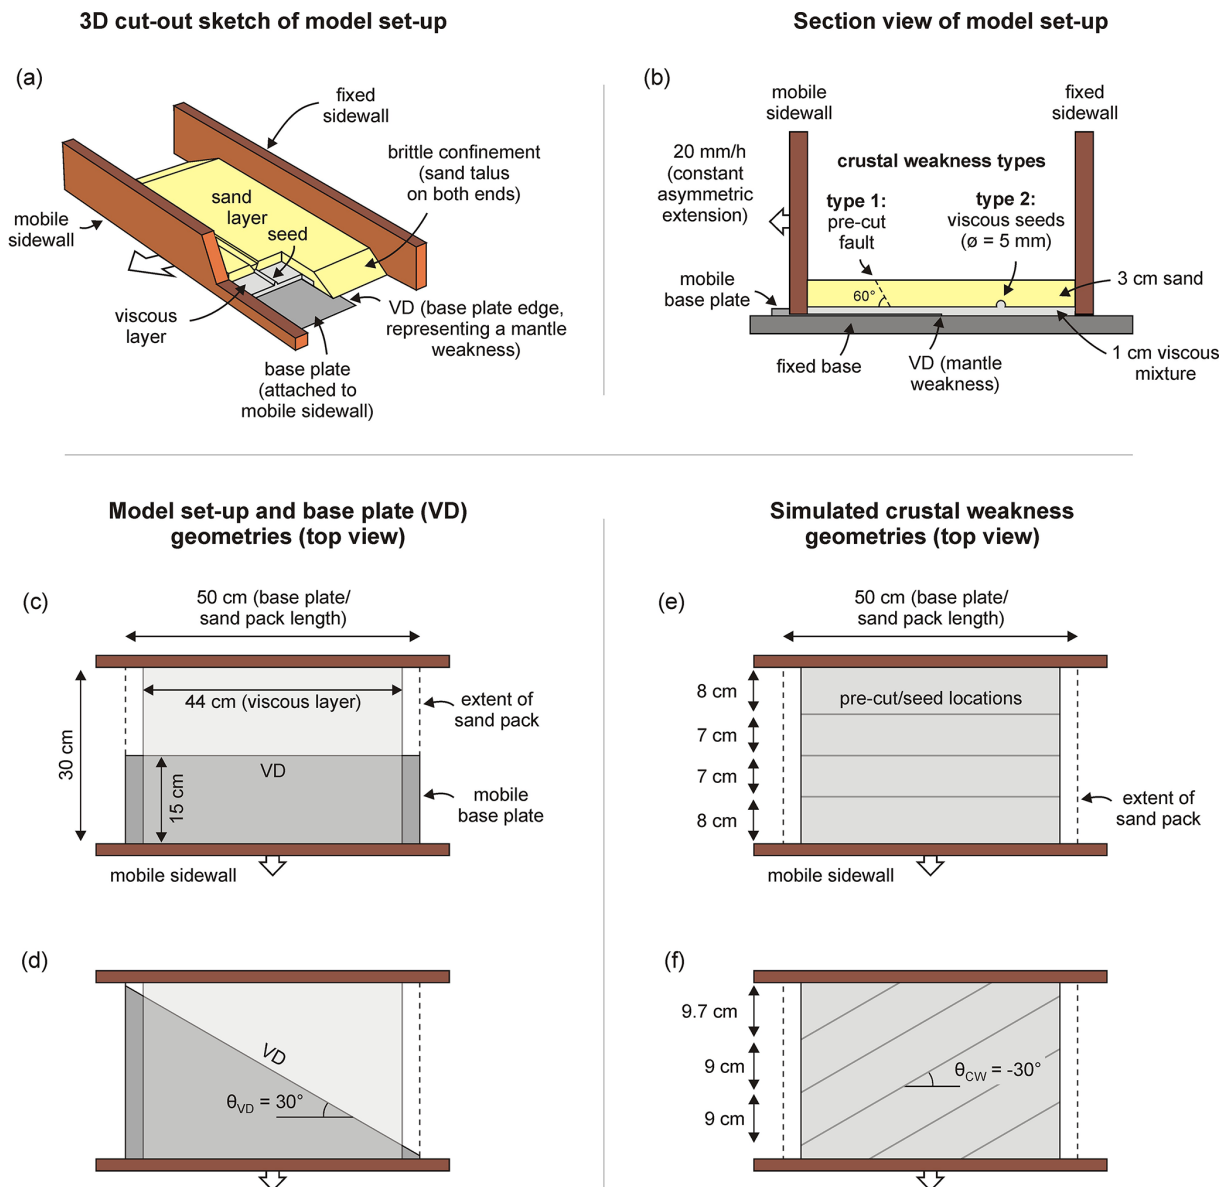 3D cut-out sketch of model set-up
Section view of model set-up
(a)
fixed
sidewall
brittle confinement
(sand talus
on both ends)
sand
layer
seed
mobile
sidewall
viscous
layer
VD (base plate edge,
representing a mantle
weakness)
base plate
(attached to
mobile sidewall)
(b)
mobile
sidewall
fixed
sidewall
20 mm/h
(constant
asymmetric
extension)
crustal weakness types
type 1:
pre-cut
fault
type 2:
viscous seeds
(ø = 5 mm)
60°
mobile
base plate
3 cm sand
fixed base
VD (mantle
weakness)
1 cm viscous
mixture
Model set-up and base plate (VD)
geometries (top view)
Simulated crustal weakness
geometries (top view)
(c)
50 cm (base plate/
sand pack length)
44 cm (viscous layer)
30 cm
VD
15 cm
extent of
sand pack
mobile
base plate
mobile sidewall
(e)
50 cm (base plate/
sand pack length)
8 cm
7 cm
7 cm
8 cm
pre-cut/seed locations
extent of
sand pack
mobile sidewall
(d)
VD
θVD = 30°
(f)
9.7 cm
9 cm
9 cm
θCW = -30°